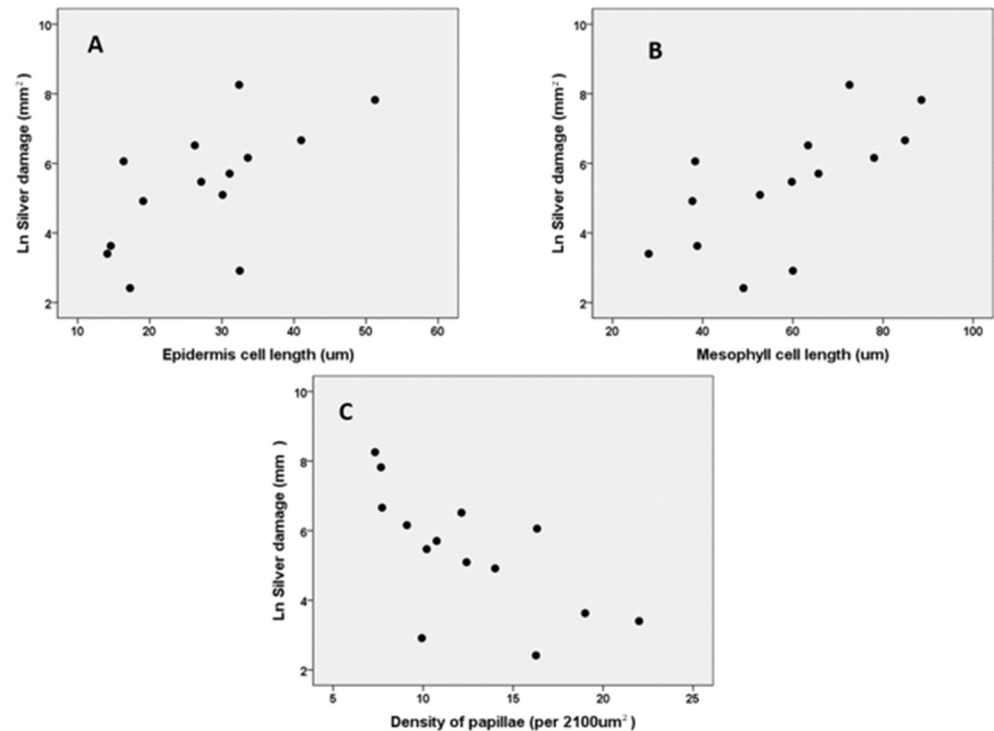 A
Ln Silver damage (mm²)
10
8
6
4
2
10 20 30 40 50 60
Epidermis cell length (um)
B
Ln Silver damage (mm²)
10
8
6
4
2
20 40 60 80 100
Mesophyll cell length (um)
C
Ln Silver damage (mm )
10
8
6
4
2
5 10 15 20 25
Density of papillae (per 2100um²)